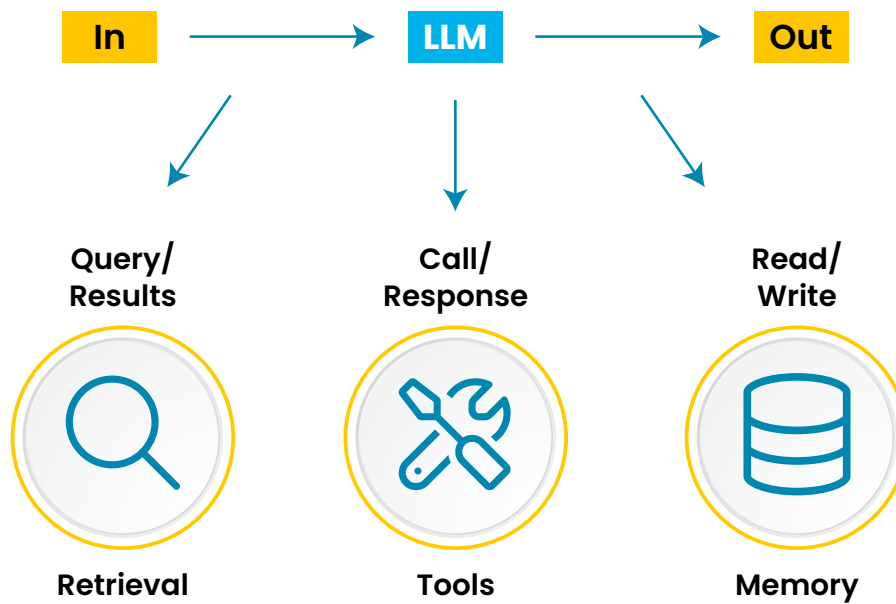 In
LLM
Out
Query/
Results
Call/
Response
Read/
Write
Retrieval
Tools
Memory